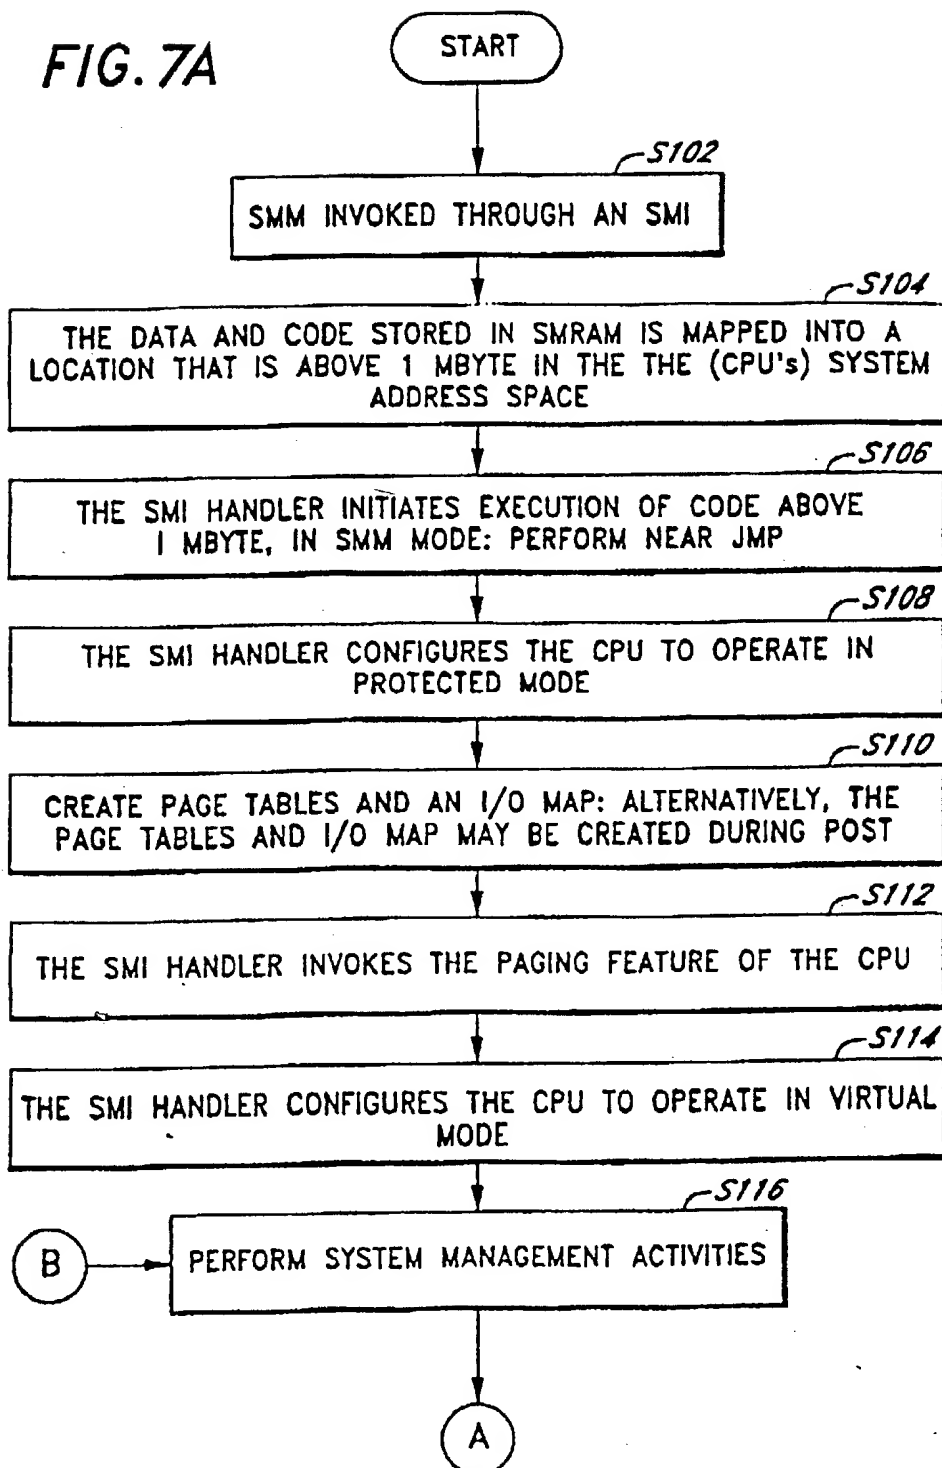 FIG. 7A
START
S102
SMM INVOKED THROUGH AN SMI
S104
THE DATA AND CODE STORED IN SMRAM IS MAPPED INTO A
LOCATION THAT IS ABOVE 1 MBYTE IN THE THE (CPU's) SYSTEM
ADDRESS SPACE
S106
THE SMI HANDLER INITIATES EXECUTION OF CODE ABOVE
1 MBYTE, IN SMM MODE: PERFORM NEAR JMP
S108
THE SMI HANDLER CONFIGURES THE CPU TO OPERATE IN
PROTECTED MODE
S110
CREATE PAGE TABLES AND AN I/O MAP: ALTERNATIVELY, THE
PAGE TABLES AND I/O MAP MAY BE CREATED DURING POST
S112
THE SMI HANDLER INVOKES THE PAGING FEATURE OF THE CPU
S114
THE SMI HANDLER CONFIGURES THE CPU TO OPERATE IN VIRTUAL
MODE
S116
B
PERFORM SYSTEM MANAGEMENT ACTIVITIES
A